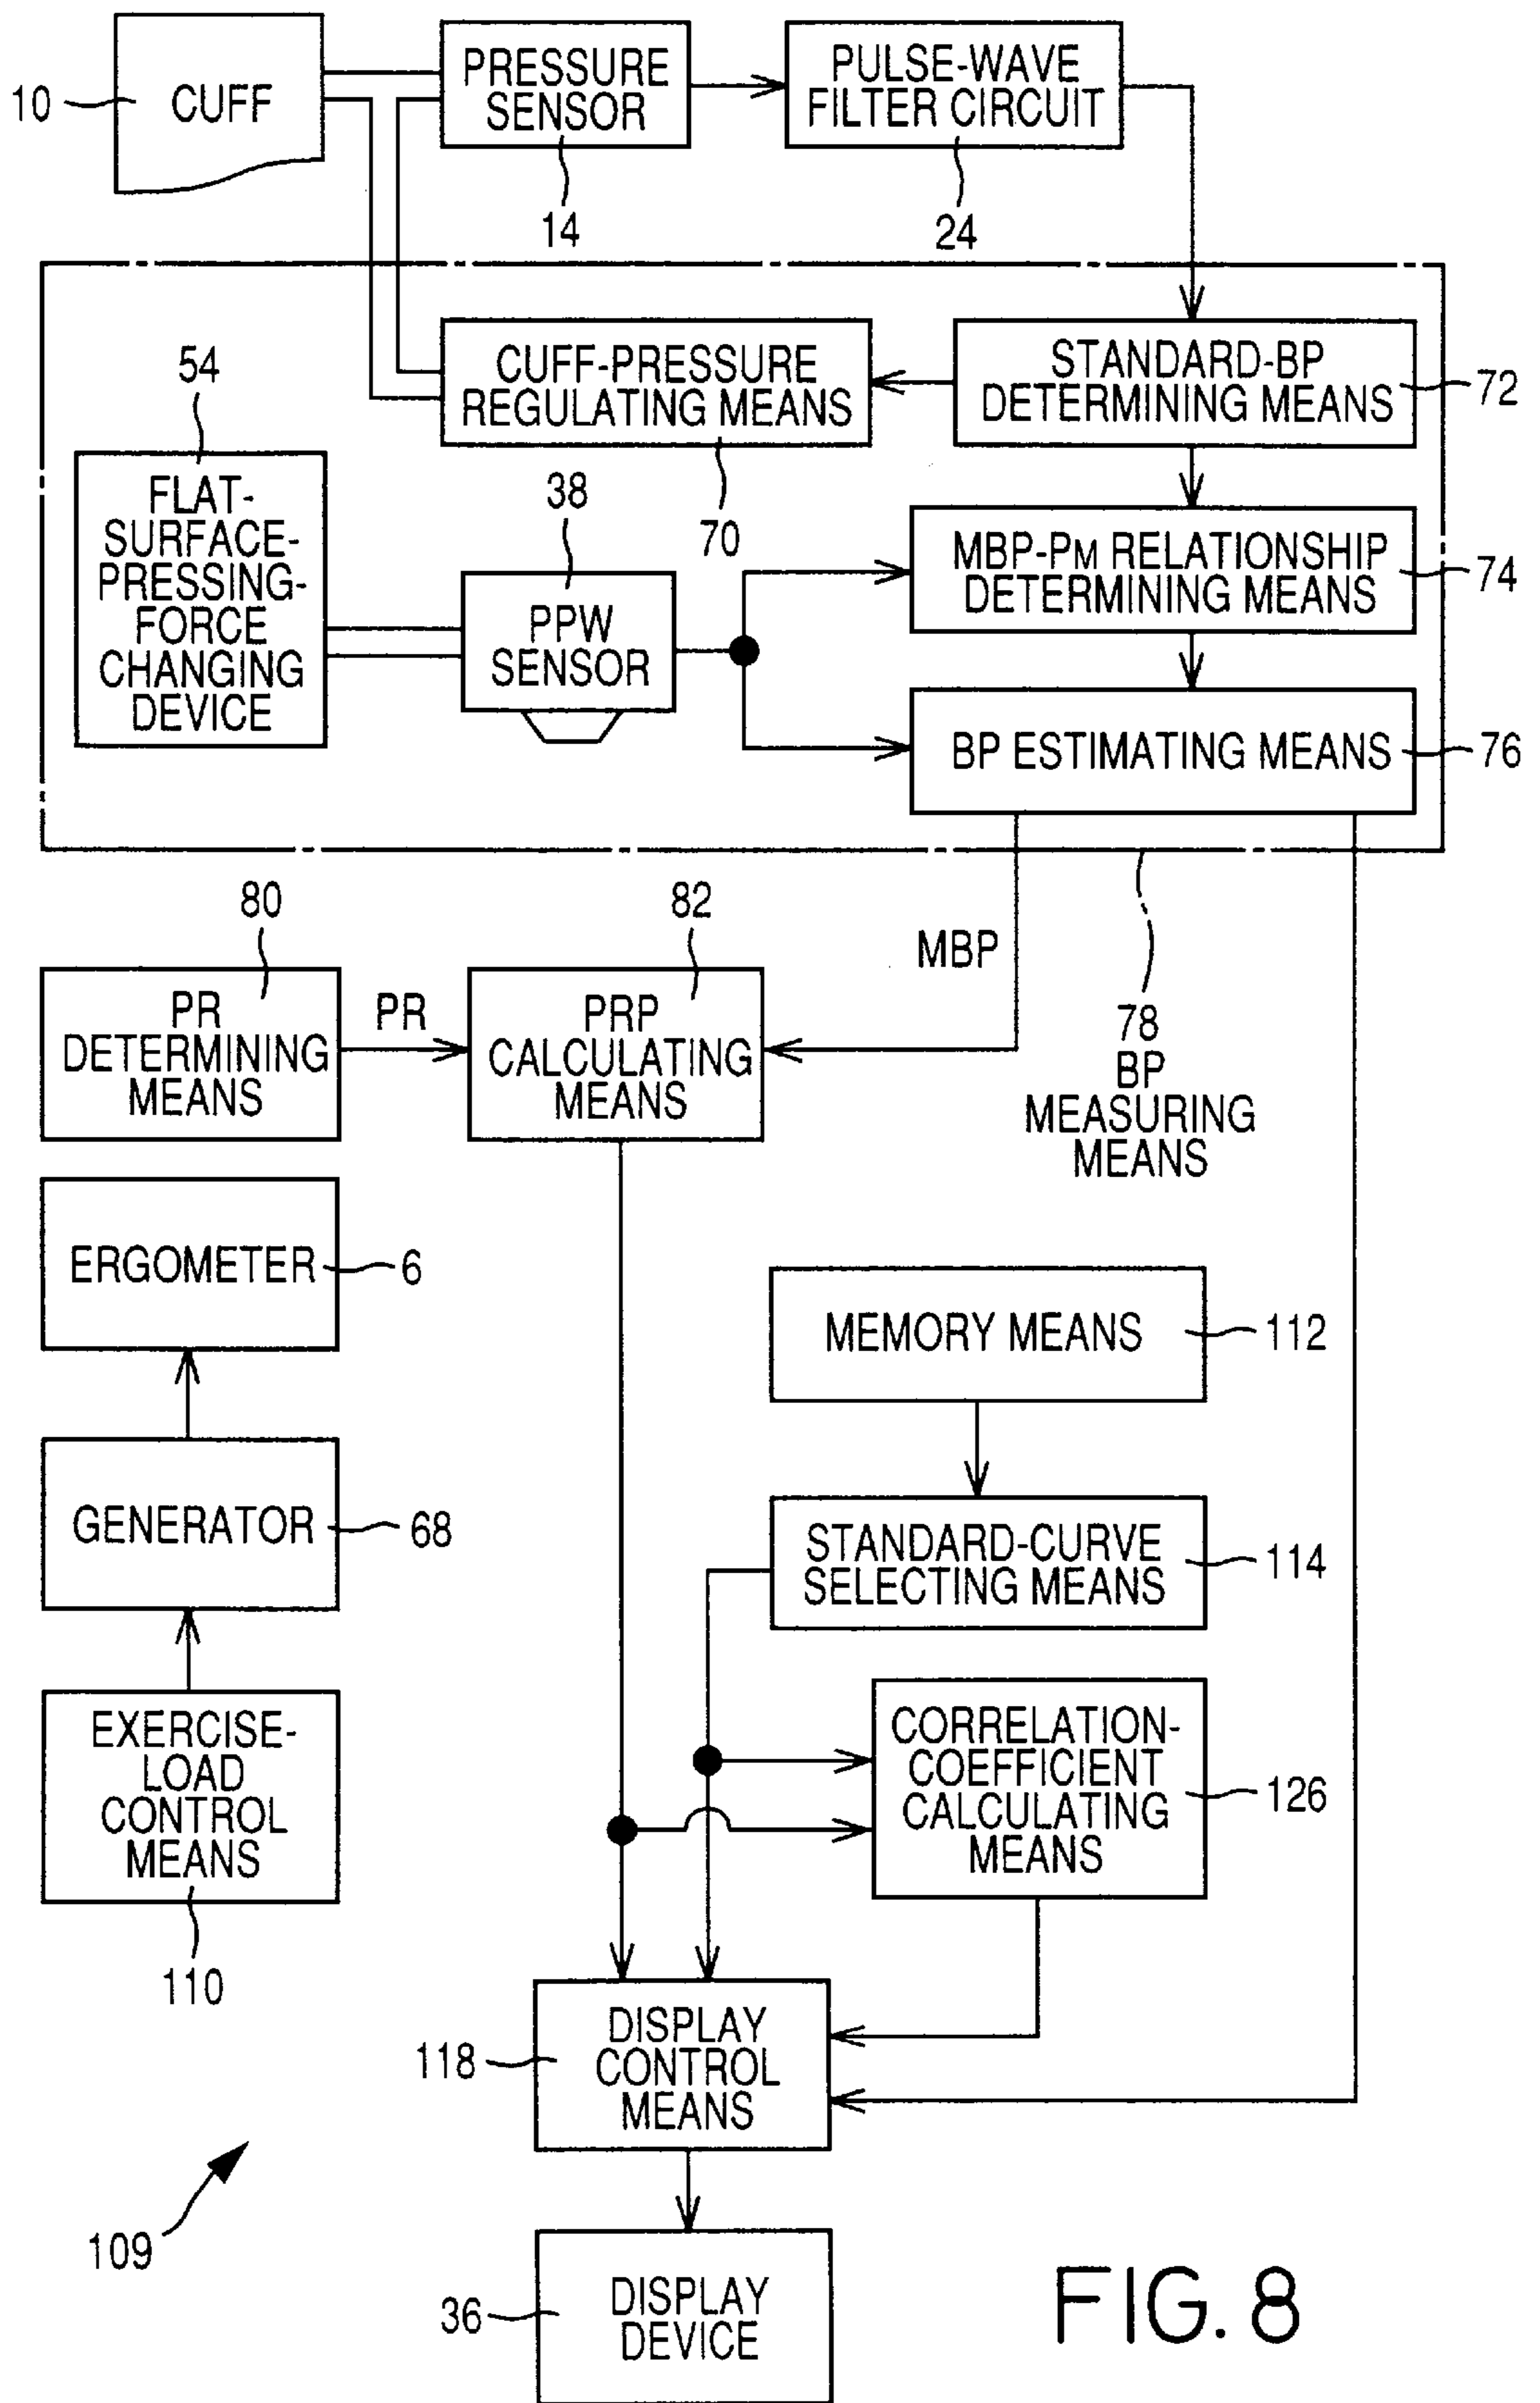 10
CUFF
PRESSURE
SENSOR
14
PULSE-WAVE
FILTER CIRCUIT
24
54
FLAT-
SURFACE-
PRESSING-
FORCE
CHANGING
DEVICE
CUFF-PRESSURE
REGULATING MEANS
70
STANDARD-BP
DETERMINING MEANS
72
38
PPW
SENSOR
MBP-PM RELATIONSHIP
DETERMINING MEANS
74
BP ESTIMATING MEANS
76
80
PR
DETERMINING
MEANS
PR
82
PRP
CALCULATING
MEANS
MBP
78
BP
MEASURING
MEANS
ERGOMETER
6
MEMORY MEANS
112
GENERATOR
68
STANDARD-CURVE
SELECTING MEANS
114
EXERCISE-
LOAD
CONTROL
MEANS
110
CORRELATION-
COEFFICIENT
CALCULATING
MEANS
126
118
DISPLAY
CONTROL
MEANS
109
36
DISPLAY
DEVICE
FIG. 8